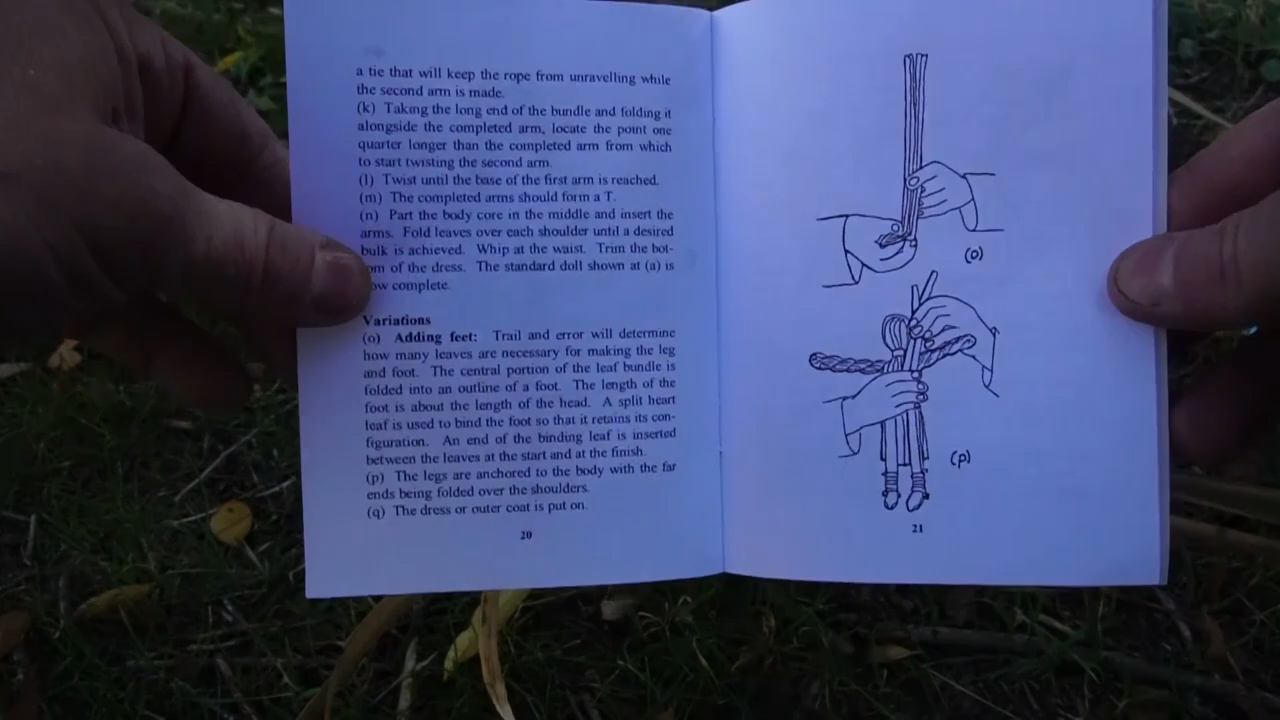 a tie that will keep the rope from unravelling while
the second arm is made.
(k) Taking the long end of the bundle and folding it
alongside the completed arm, locate the point one
quarter longer than the completed arm from which
to start twisting the second arm.
(l) Twist until the base of the first arm is reached.
(m) The completed arms should form a T.
(n) Part the body core in the middle and insert the
arms. Fold leaves over each shoulder until a desired
bulk is achieved. Whip at the waist. Trim the bot-
om of the dress. The standard doll shown at (a) is
ow complete.
Variations
(o) Adding feet: Trail and error will determine
how many leaves are necessary for making the leg
and foot. The central portion of the leaf bundle is
folded into an outline of a foot. The length of the
foot is about the length of the head. A split heart
leaf is used to bind the foot so that it retains its con-
figuration. An end of the binding leaf is inserted
between the leaves at the start and at the finish.
(p) The legs are anchored to the body with the far
ends being folded over the shoulders.
(q) The dress or outer coat is put on.
20
(o)
(p)
21